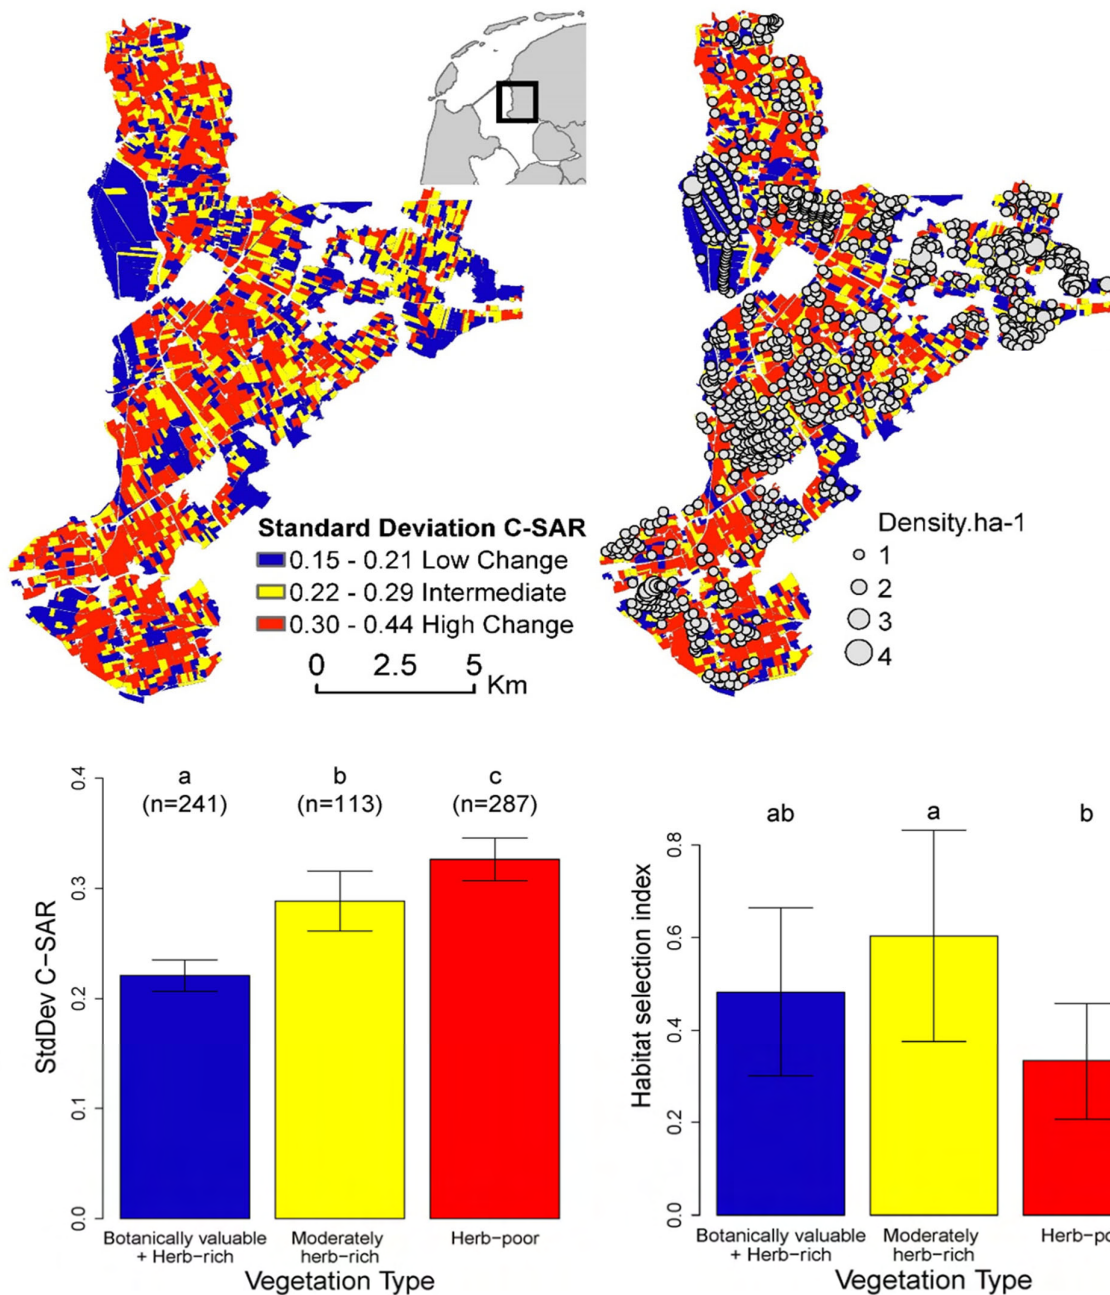 Standard Deviation C-SAR
0.15 - 0.21 Low Change
0.22 - 0.29 Intermediate
0.30 - 0.44 High Change
0 2.5 5
Km
Density.ha-1
1
2
3
4
a b c
(n=241) (n=113) (n=287)
StdDev C−SAR
0.4
0.3
0.2
0.1
0.0
Botanically valuable
+ Herb−rich
Moderately
herb−rich
Herb−poor
Vegetation Type
ab a b
Habitat selection index
0.8
0.6
0.4
0.2
0.0
Botanically valuable
+ Herb−rich
Moderately
herb−rich
Herb−po
Vegetation Type